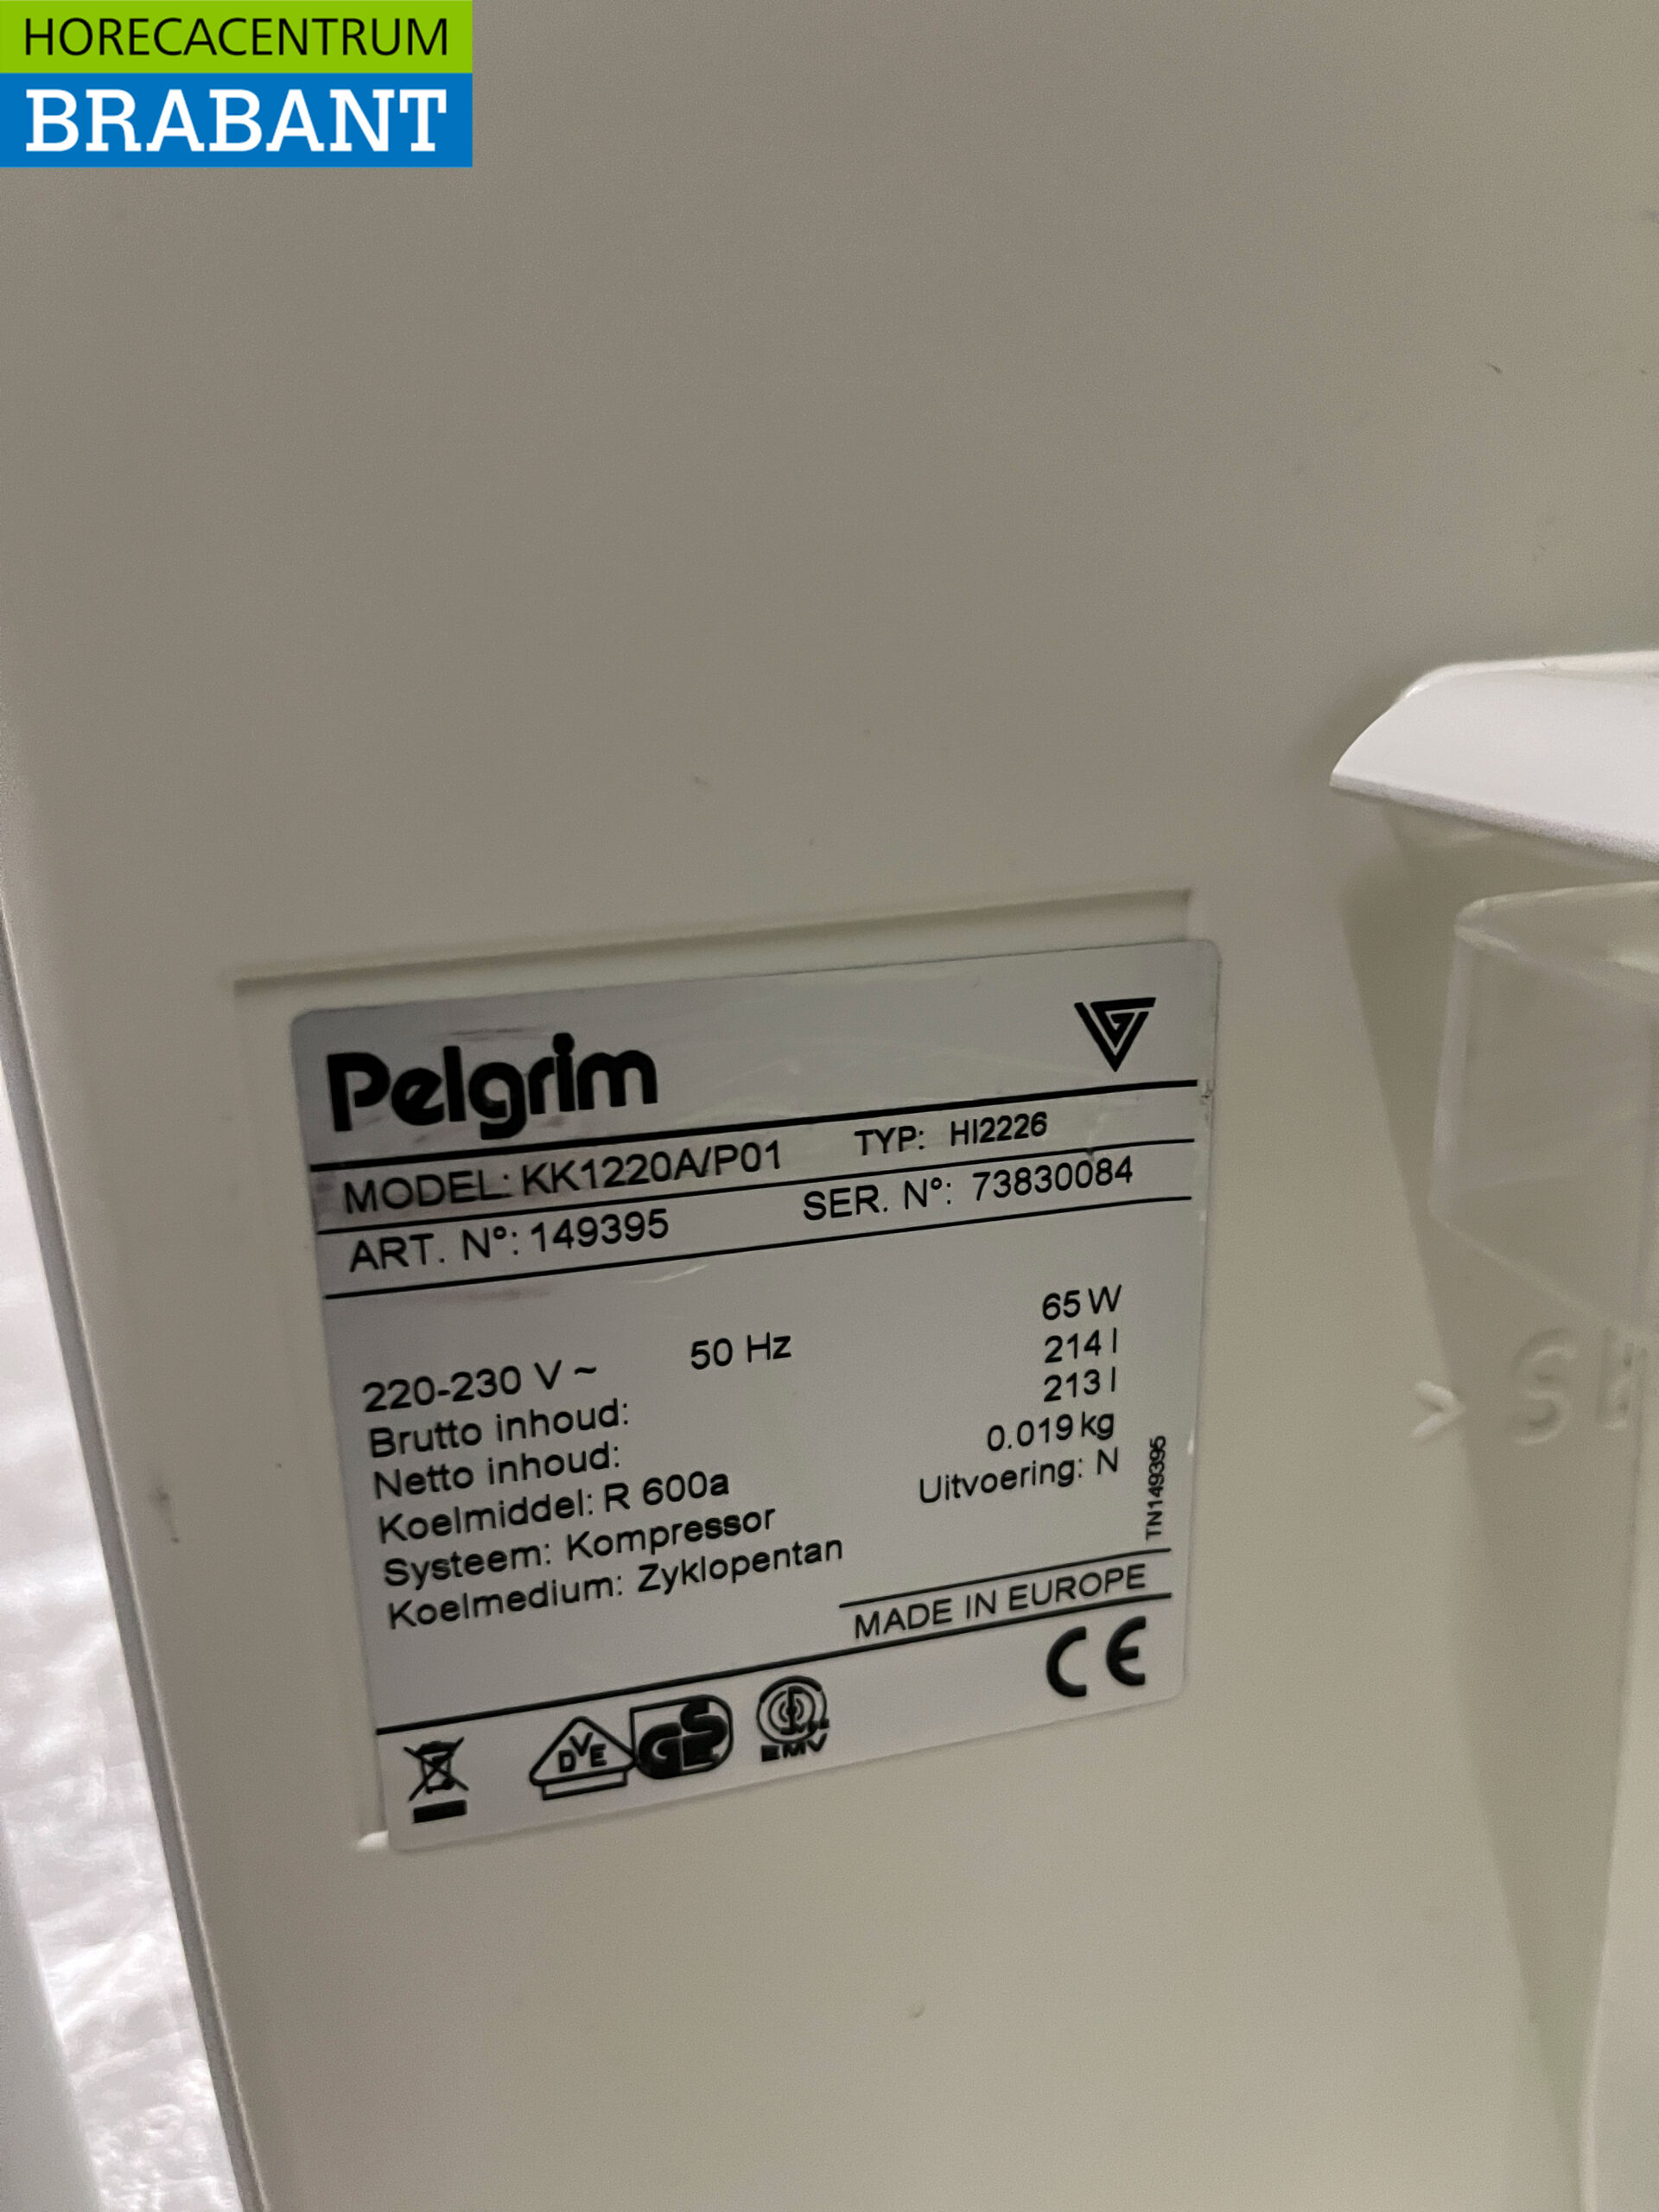 HORECACENTRUM
BRABANT
Pelgrim
MODEL: KK1220A/P01 TYP: HI2226
ART. N°: 149395 SER. N°: 73830084
220-230 V ~ 50 Hz 65 W
Brutto inhoud: 214 l
Netto inhoud: 213 l
Koelmiddel: R 600a 0.019 kg
Systeem: Kompressor Uitvoering: N
Koelmedium: Zyklopentan
TN149395
MADE IN EUROPE
DVE GS EMV CE